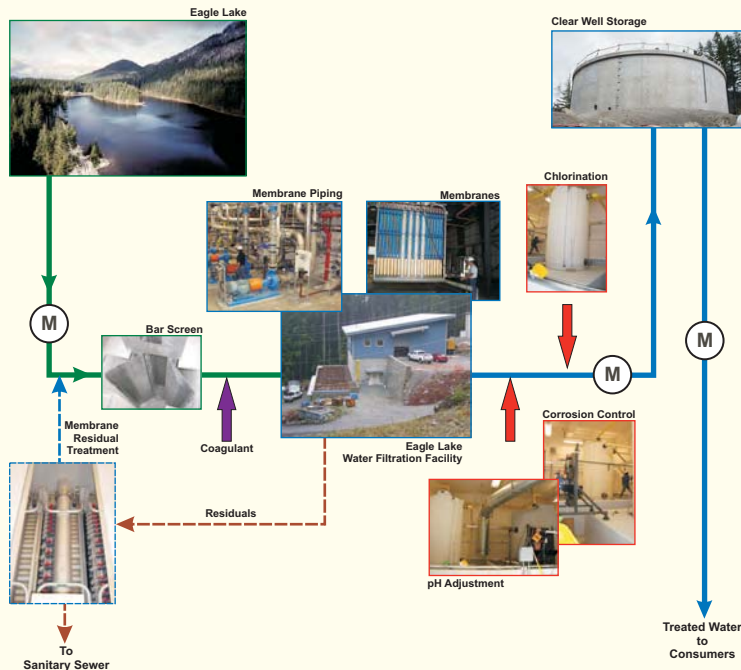 Eagle Lake
Clear Well Storage
Membrane Piping
Membranes
Chlorination
M
Bar Screen
M
M
Membrane
Residual
Treatment
Coagulant
Eagle Lake
Water Filtration Facility
Corrosion Control
Residuals
pH Adjustment
To
Sanitary Sewer
Treated Water
to
Consumers